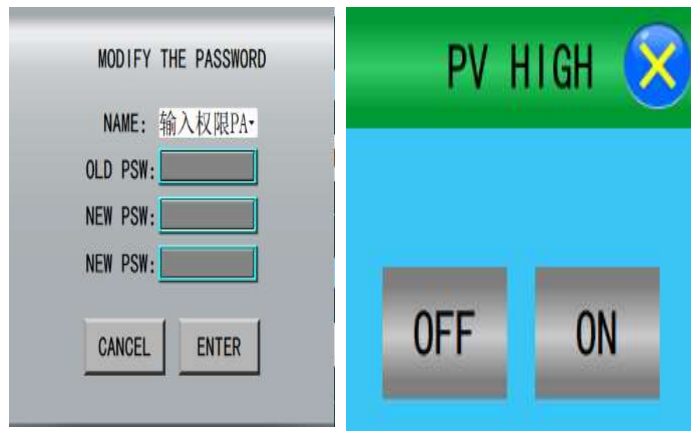 MODIFY THE PASSWORD
NAME: 输入权限PA
OLD PSW:
NEW PSW:
NEW PSW:
CANCEL ENTER
PV HIGH
OFF ON